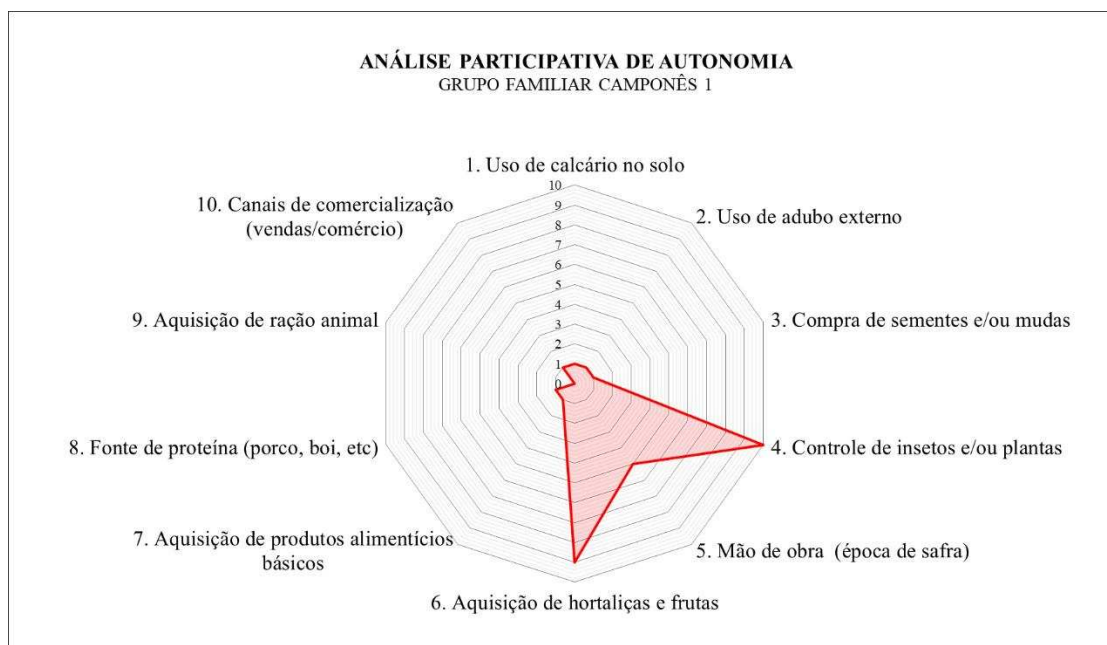 ANÁLISE PARTICIPATIVA DE AUTONOMIA
GRUPO FAMILIAR CAMPONÊS 1
1. Uso de calcário no solo
10. Canais de comercialização
(vendas/comércio)
2. Uso de adubo externo
9. Aquisição de ração animal
3. Compra de sementes e/ou mudas
8. Fonte de proteína (porco, boi, etc)
4. Controle de insetos e/ou plantas
7. Aquisição de produtos alimentícios
básicos
5. Mão de obra (época de safra)
6. Aquisição de hortaliças e frutas
10
9
8
7
6
5
4
3
2
1
0